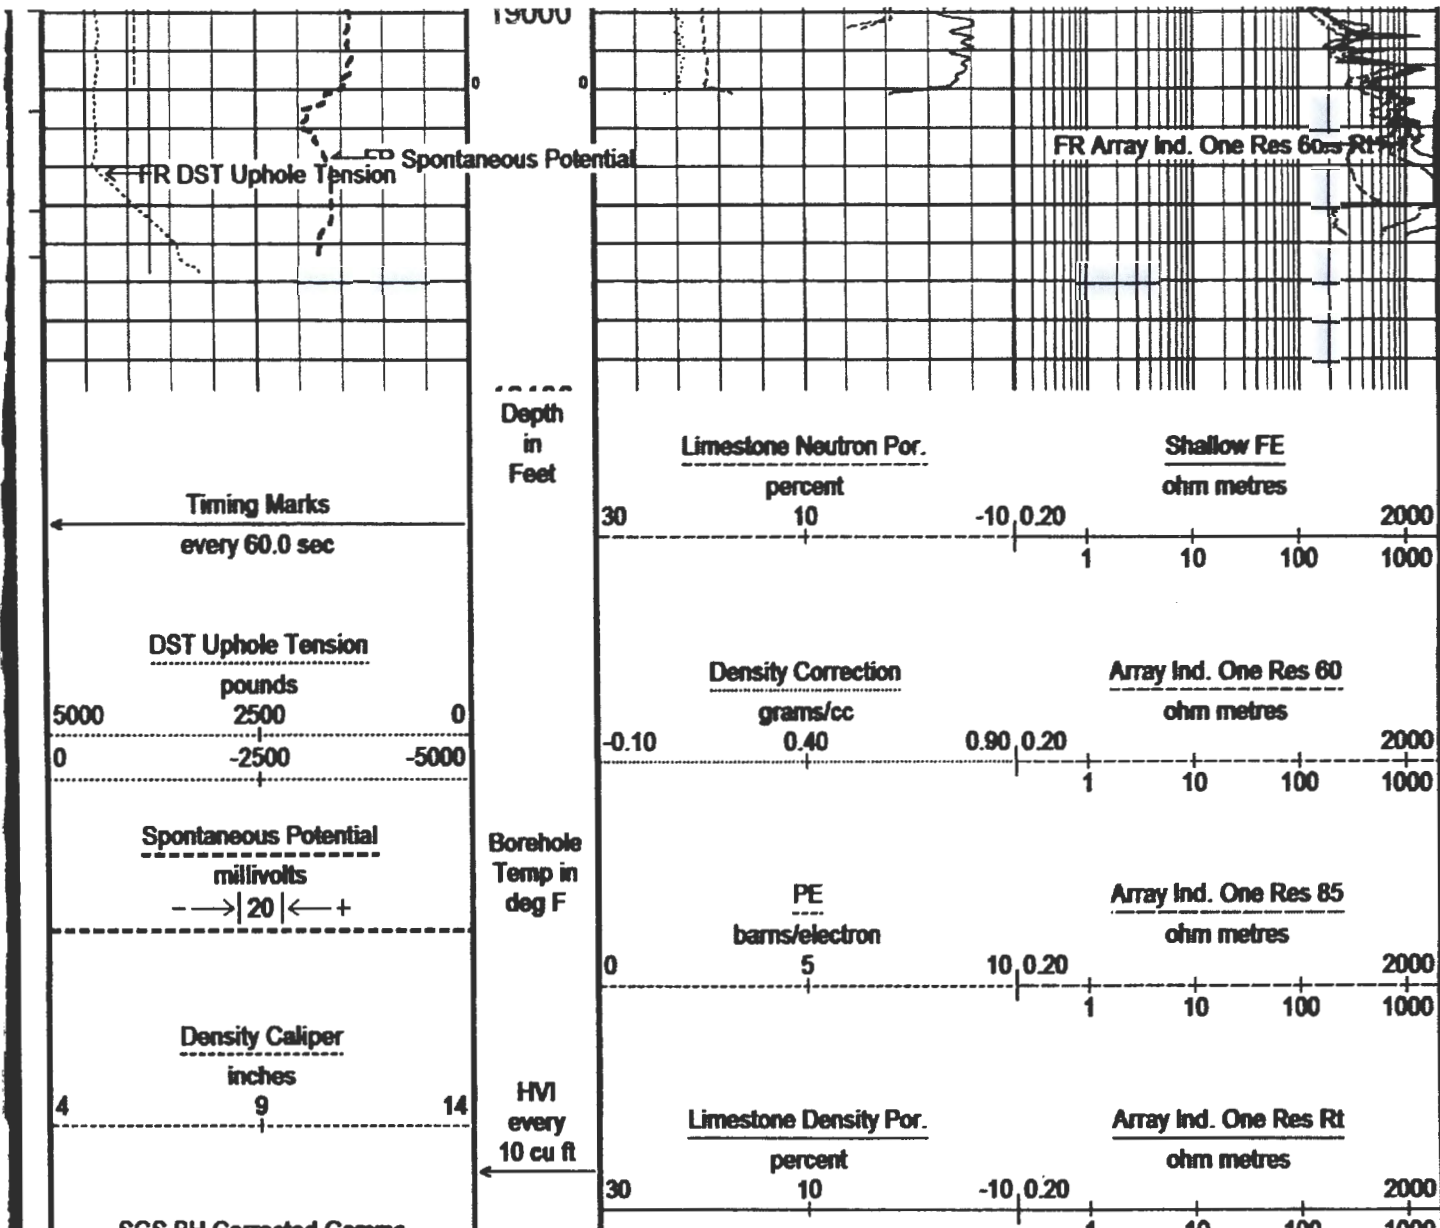 19000
0
0
FR Spontaneous Potential
FR DST Uphole Tension
FR Array Ind. One Res Rt
Depth
in
Feet
Timing Marks
every 60.0 sec
DST Uphole Tension
pounds
5000 2500 0
0 -2500 -5000
Spontaneous Potential
millivolts
- 20 +
Density Caliper
inches
4 9 14
Borehole
Temp in
deg F
HVI
every
10 cu ft
Limestone Neutron Por.
percent
30 10 -10
Shallow FE
ohm metres
0.20 2000
1 10 100 1000
Density Correction
grams/cc
-0.10 0.40 0.90
Array Ind. One Res 60
ohm metres
0.20 2000
1 10 100 1000
PE
barns/electron
0 5 10
Array Ind. One Res 85
ohm metres
0.20 2000
1 10 100 1000
Limestone Density Por.
percent
30 10 -10
Array Ind. One Res Rt
ohm metres
0.20 2000
1 10 100 1000